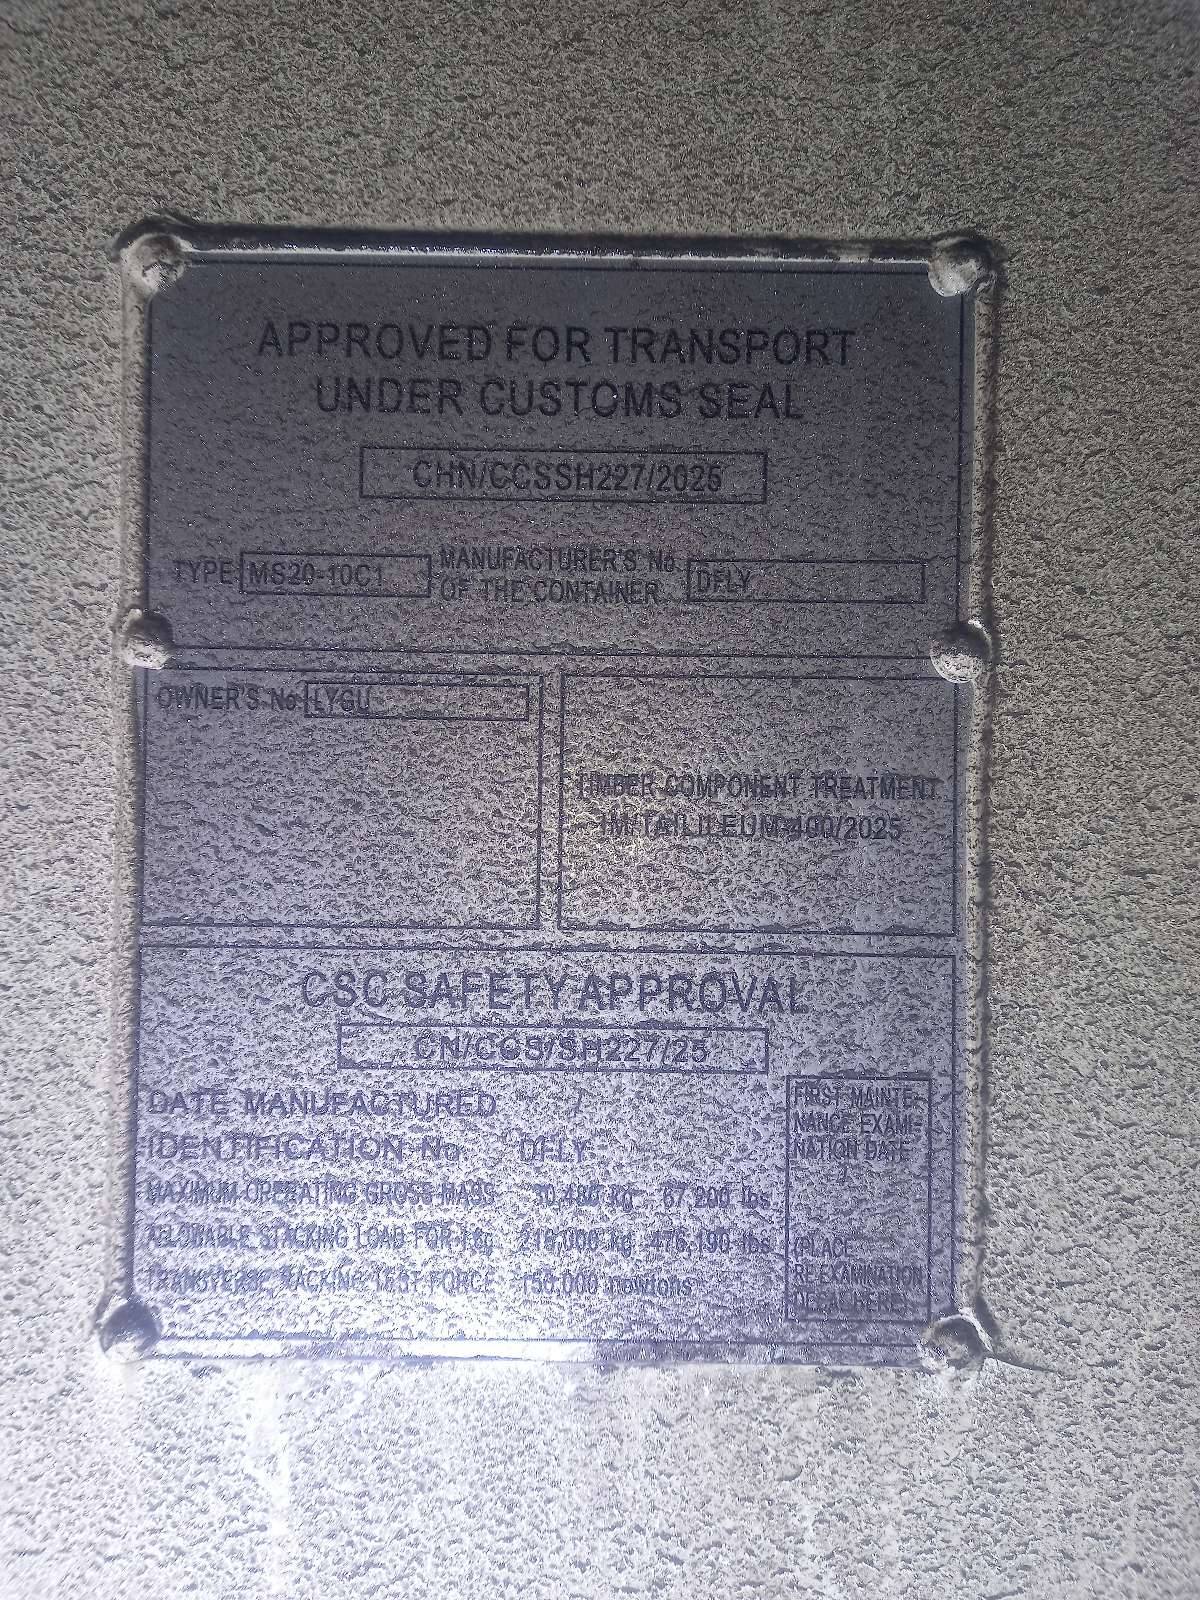 APPROVED FOR TRANSPORT
UNDER CUSTOMS SEAL
CHN/CCSSH227/2025
TYPE MS20-10C1 MANUFACTURER'S No. DFLY
OF THE CONTAINER
OWNER'S No. LYGU
TIMBER COMPONENT TREATMENT
IM/TAILILEUM 400/2025
CSC SAFETY APPROVAL
CN/CCS/SH227/25
DATE MANUFACTURED /
IDENTIFICATION No. DFLY
MAXIMUM OPERATING GROSS MASS 30,480 kg 67,200 lbs
ALLOWABLE STACKING LOAD FOR 1.8g 216,000 kg 476,190 lbs
TRANSVERSE RACKING TEST FORCE 150,000 newtons
FIRST MAINTE-
NANCE EXAMI-
NATION DATE
/
(PLACE
RE-EXAMINATION
DECAL HERE)